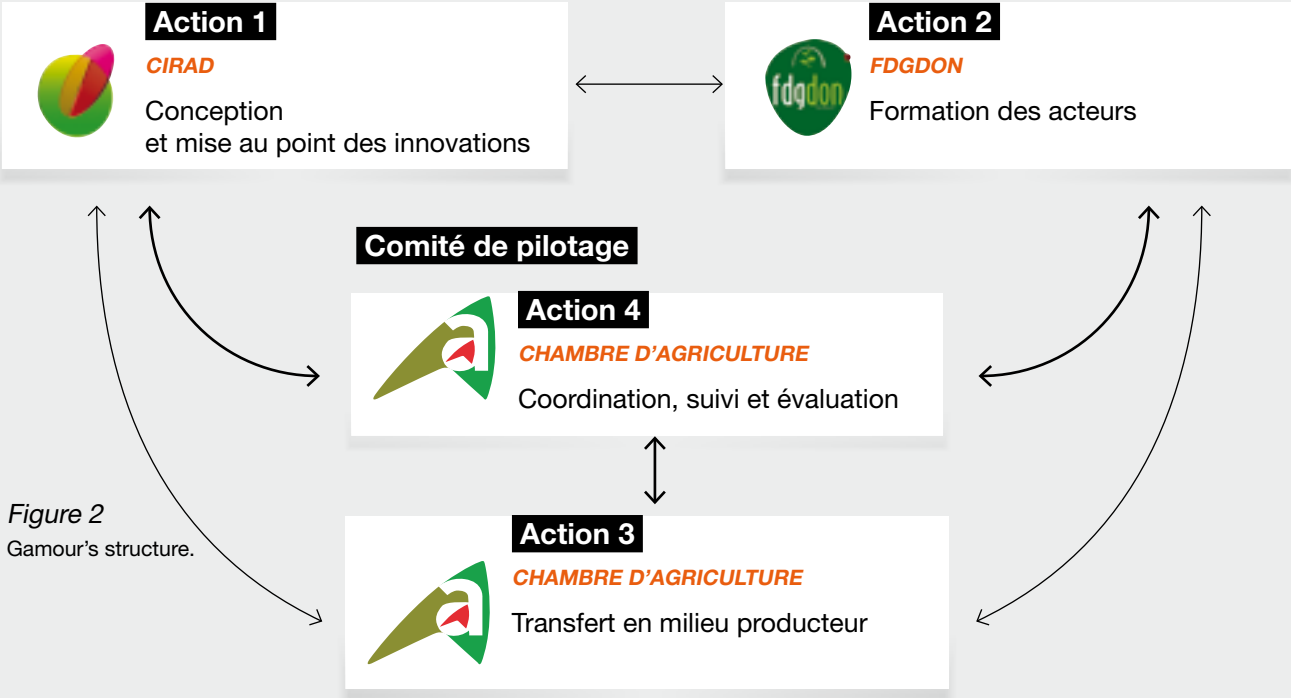 Action 1
CIRAD
Conception
et mise au point des innovations
Action 2
fdgdon
FDGDON
Formation des acteurs
Comité de pilotage
Action 4
a
CHAMBRE D'AGRICULTURE
Coordination, suivi et évaluation
Figure 2
Gamour's structure.
Action 3
a
CHAMBRE D'AGRICULTURE
Transfert en milieu producteur